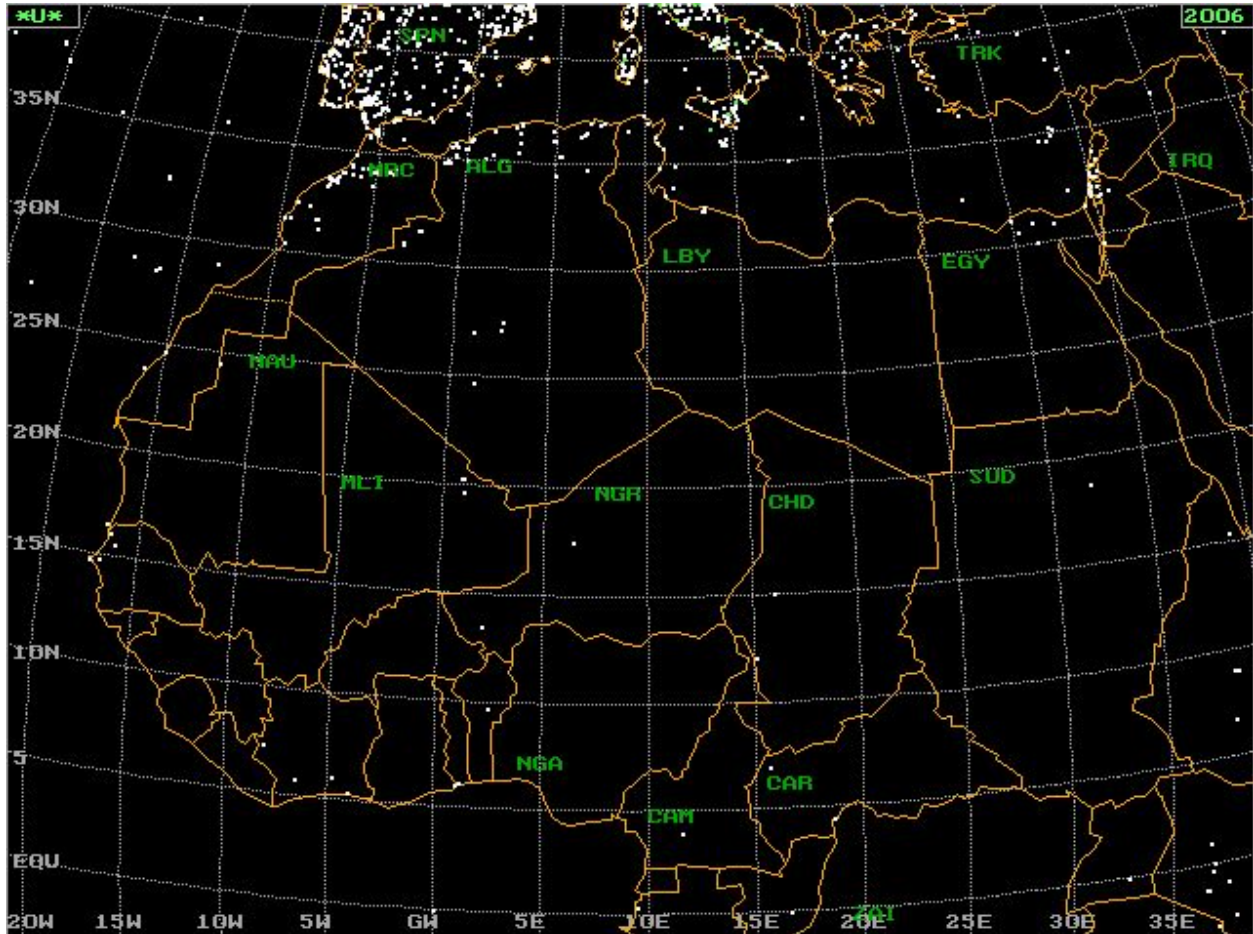 *U*
2006
SPN
TRK
35N
MRC
ALG
IRQ
30N
LBY
EGY
25N
MAU
20N
MLI
NGR
CHD
SUD
15N
10N
5
NGA
CAR
CAM
EQU
20W 15W 10W 5W GW 5E 10E 15E 20E 25E 30E 35E
ZAI